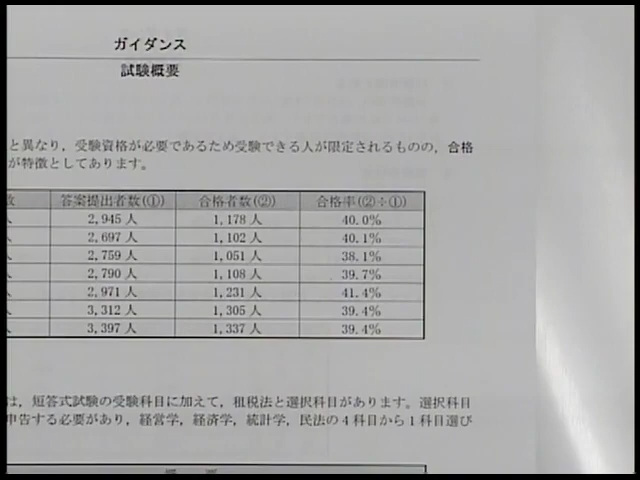 ガイダンス
試験概要
と異なり，受験資格が必要であるため受験できる人が限定されるものの，合格
が特徴としてあります。
数 答案提出者数(①) 合格者数(②) 合格率(②÷①)
人 2,945 人 1,178 人 40.0%
人 2,697 人 1,102 人 40.1%
人 2,759 人 1,051 人 38.1%
人 2,790 人 1,108 人 39.7%
人 2,971 人 1,231 人 41.4%
人 3,312 人 1,305 人 39.4%
人 3,397 人 1,337 人 39.4%
は，短答式試験の受験科目に加えて，租税法と選択科目があります。選択科目
申告する必要があり，経営学，経済学，統計学，民法の４科目から１科目選び